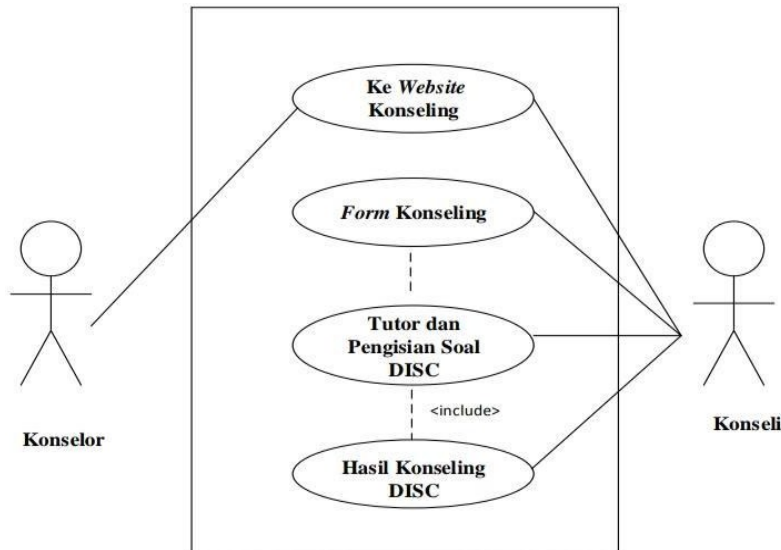 Ke Website
Konseling
Form Konseling
Tutor dan
Pengisian Soal
DISC
<include>
Hasil Konseling
DISC
Konselor
Konseli